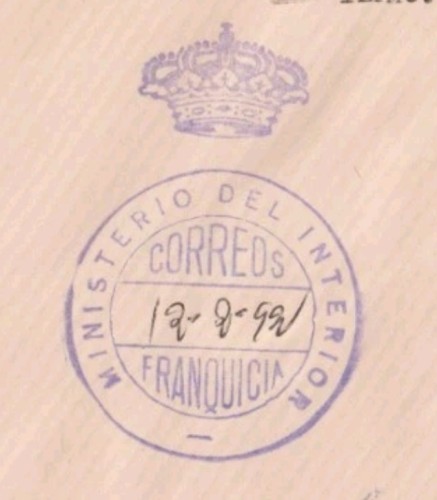 MINISTERIO DEL INTERIOR
CORREOS
FRANQUICIA